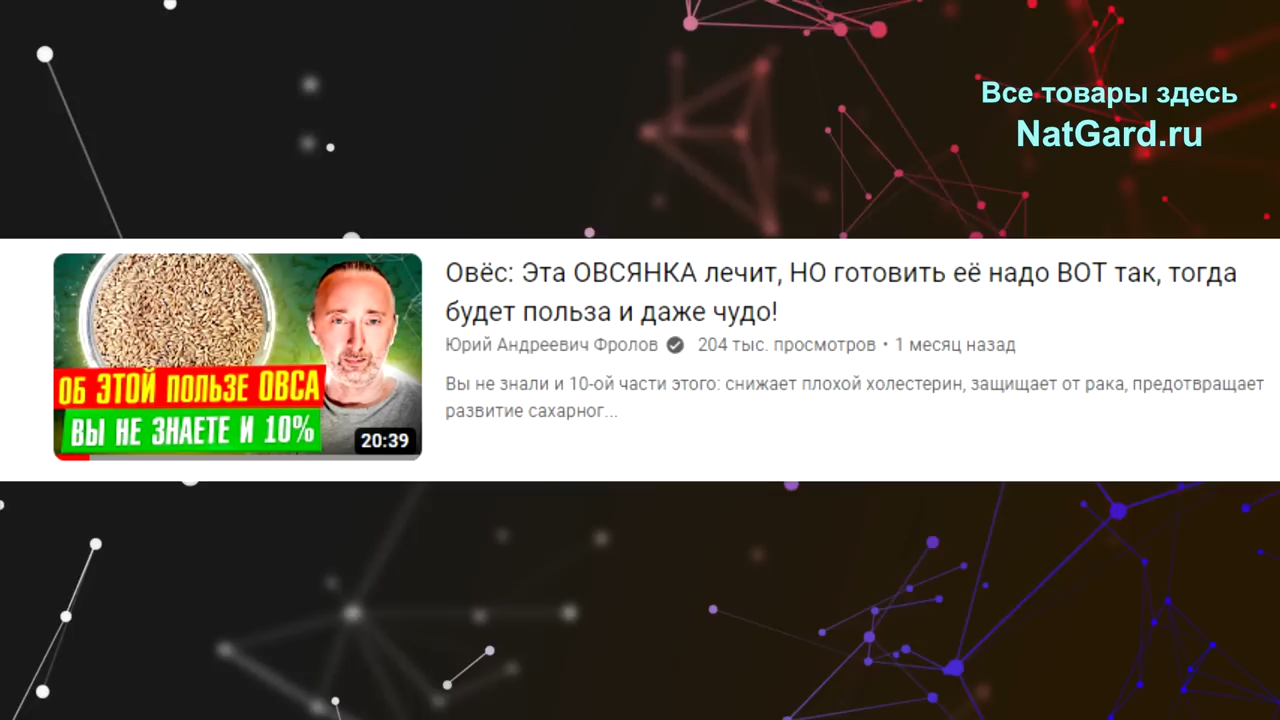 Все товары здесь
NatGard.ru
ОБ ЭТОЙ ПОЛЬЗЕ ОВСА
ВЫ НЕ ЗНАЕТЕ И 10%
20:39
Овёс: Эта ОВСЯНКА лечит, НО готовить её надо ВОТ так, тогда
будет польза и даже чудо!
Юрий Андреевич Фролов 204 тыс. просмотров • 1 месяц назад
Вы не знали и 10-ой части этого: снижает плохой холестерин, защищает от рака, предотвращает
развитие сахарног...